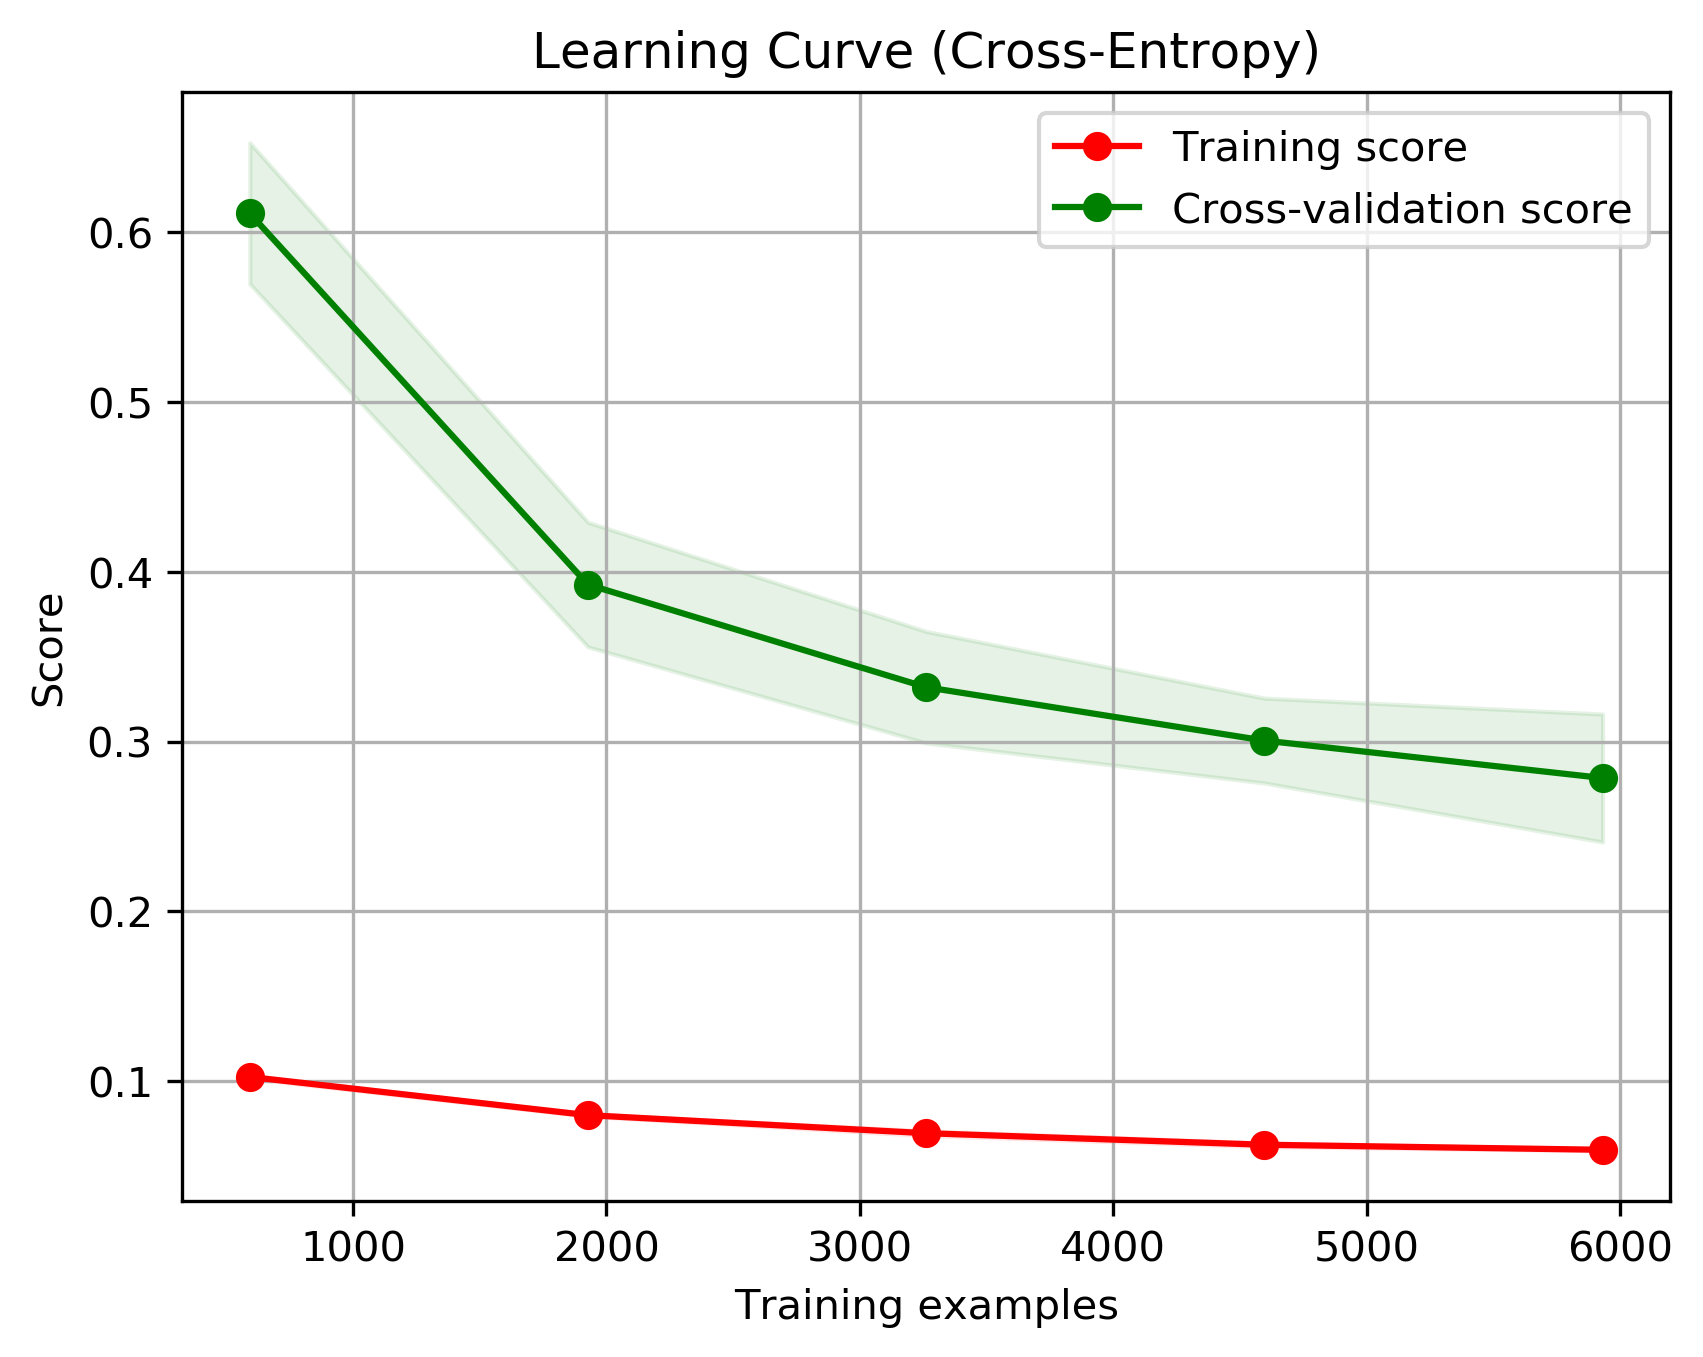 Learning Curve (Cross-Entropy)
Training score
Cross-validation score
0.6
0.5
0.4
0.3
0.2
0.1
Score
1000 2000 3000 4000 5000 6000
Training examples